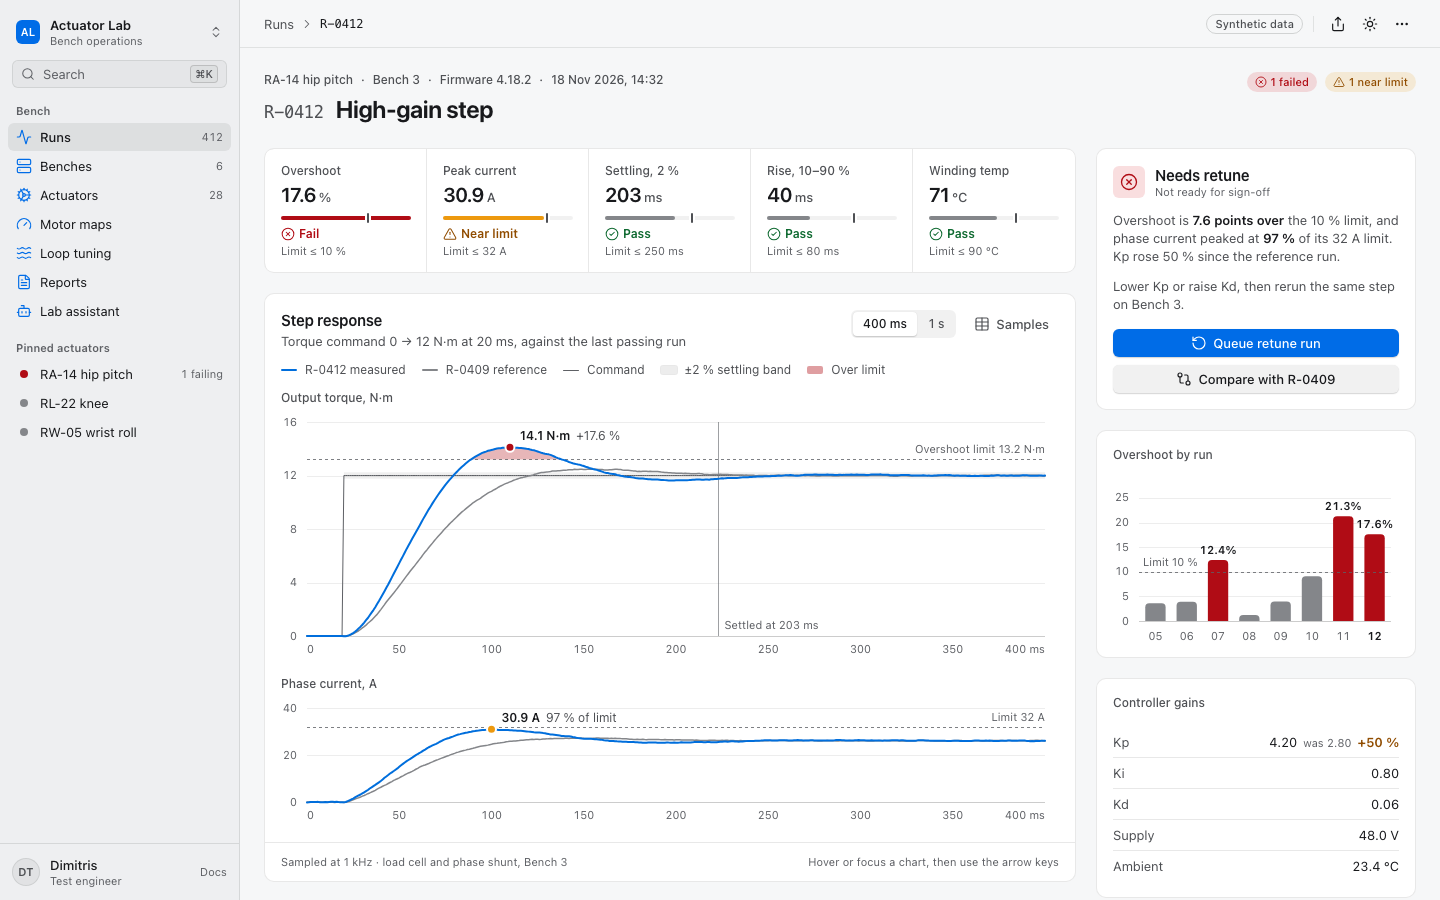 AL
Actuator Lab
Bench operations
Search
⌘K
Bench
Runs 412
Benches 6
Actuators 28
Motor maps
Loop tuning
Reports
Lab assistant
Pinned actuators
RA-14 hip pitch 1 failing
RL-22 knee
RW-05 wrist roll
DT
Dimitris
Test engineer
Docs
Runs > R-0412
Synthetic data
RA-14 hip pitch · Bench 3 · Firmware 4.18.2 · 18 Nov 2026, 14:32
R-0412 High-gain step
1 failed
1 near limit
Overshoot
17.6 %
Fail
Limit ≤ 10 %
Peak current
30.9 A
Near limit
Limit ≤ 32 A
Settling, 2 %
203 ms
Pass
Limit ≤ 250 ms
Rise, 10–90 %
40 ms
Pass
Limit ≤ 80 ms
Winding temp
71 °C
Pass
Limit ≤ 90 °C
Step response
Torque command 0 → 12 N·m at 20 ms, against the last passing run
400 ms 1 s
Samples
R-0412 measured R-0409 reference Command ±2 % settling band Over limit
Output torque, N·m
16
12
8
4
0
14.1 N·m +17.6 %
Overshoot limit 13.2 N·m
Settled at 203 ms
0 50 100 150 200 250 300 350 400 ms
Phase current, A
40
20
0
30.9 A 97 % of limit
Limit 32 A
0 50 100 150 200 250 300 350 400 ms
Sampled at 1 kHz · load cell and phase shunt, Bench 3
Hover or focus a chart, then use the arrow keys
Needs retune
Not ready for sign-off
Overshoot is 7.6 points over the 10 % limit, and
phase current peaked at 97 % of its 32 A limit.
Kp rose 50 % since the reference run.
Lower Kp or raise Kd, then rerun the same step
on Bench 3.
Queue retune run
Compare with R-0409
Overshoot by run
25
20
15
10
5
0
Limit 10 %
12.4%
21.3%
17.6%
05 06 07 08 09 10 11 12
Controller gains
Kp 4.20 was 2.80 +50 %
Ki 0.80
Kd 0.06
Supply 48.0 V
Ambient 23.4 °C